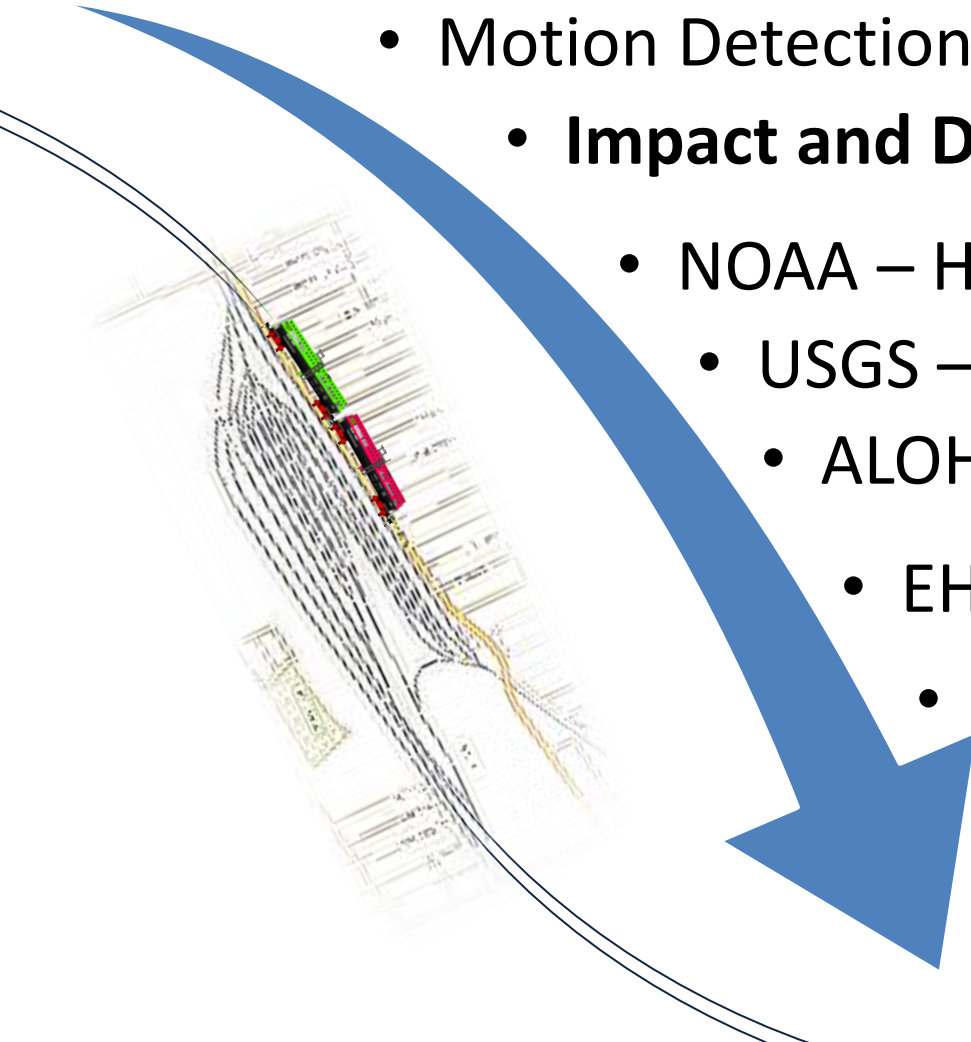 • Motion Detection
• Impact and D
• NOAA – H
• USGS –
• ALOH
• EH
•